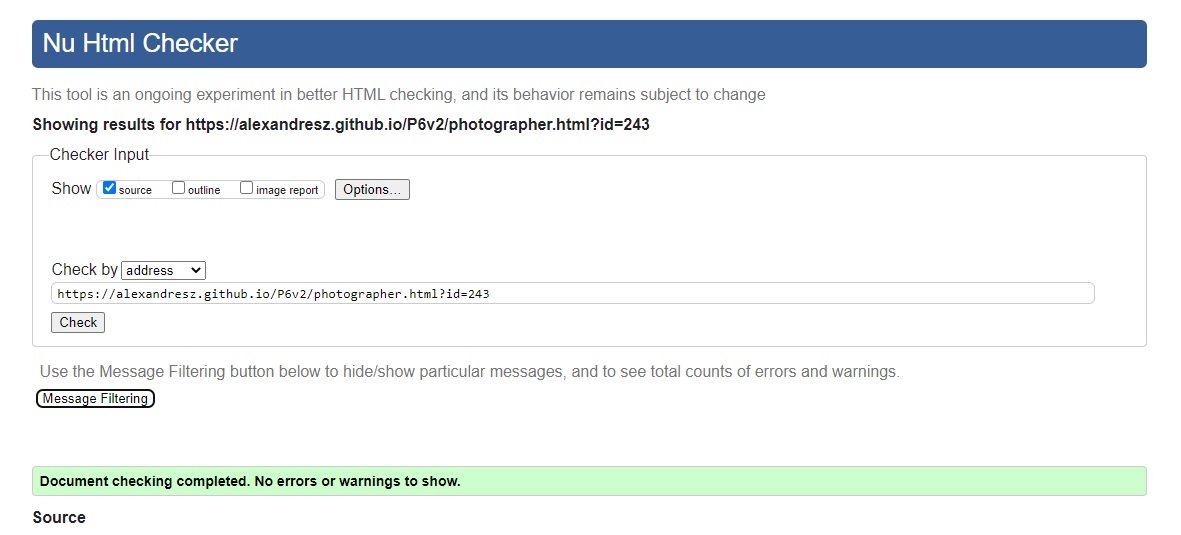 Nu Html Checker
This tool is an ongoing experiment in better HTML checking, and its behavior remains subject to change
Showing results for https://alexandresz.github.io/P6v2/photographer.html?id=243
Checker Input
Show source outline image report Options...
Check by address
https://alexandresz.github.io/P6v2/photographer.html?id=243
Check
Use the Message Filtering button below to hide/show particular messages, and to see total counts of errors and warnings.
Message Filtering
Document checking completed. No errors or warnings to show.
Source